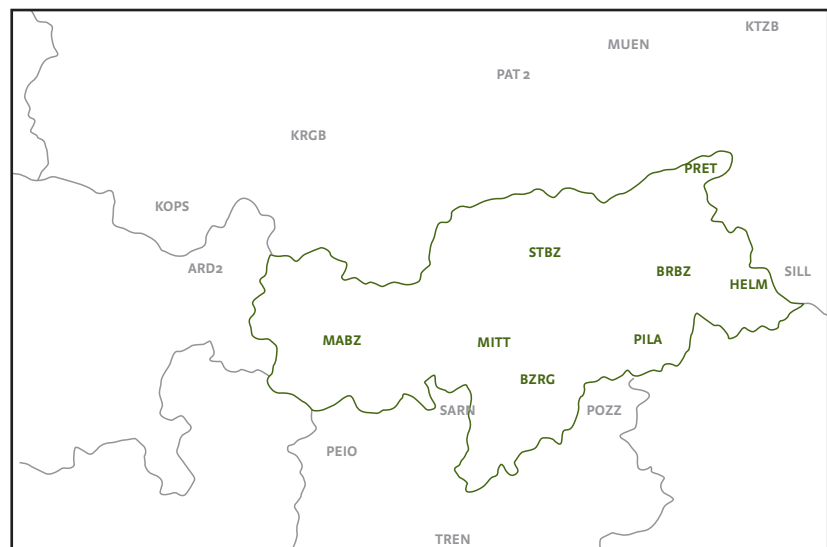 KTZB
MUEN
PAT 2
KRGB
PRET
KOPS
STBZ
ARD2
BRBZ
SILL
HELM
MABZ
MITT
PILA
BZRG
SARN
POZZ
PEIO
TREN